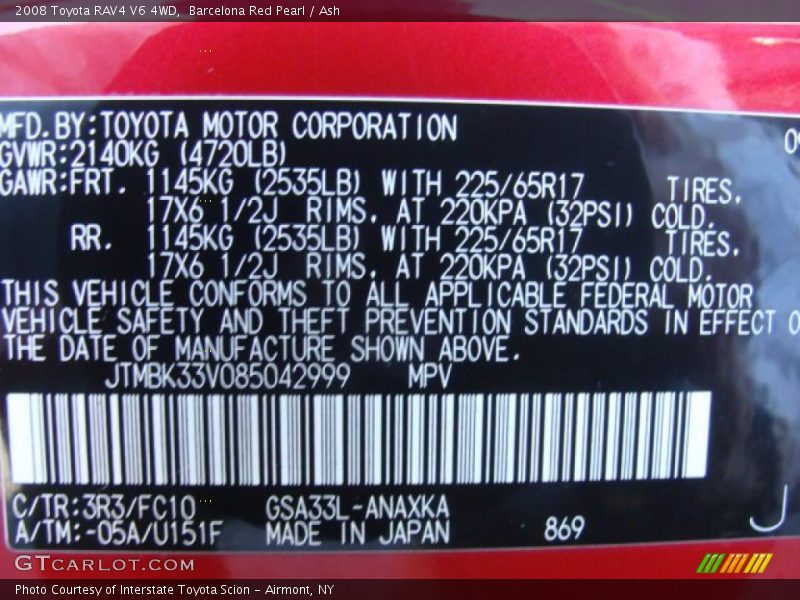 2008 Toyota RAV4 V6 4WD, Barcelona Red Pearl / Ash
MFD.BY:TOYOTA MOTOR CORPORATION
GVWR:2140KG (4720LB)
GAWR:FRT. 1145KG (2535LB) WITH 225/65R17 TIRES,
17X6 1/2J RIMS, AT 220KPA (32PSI) COLD.
RR. 1145KG (2535LB) WITH 225/65R17 TIRES,
17X6 1/2J RIMS, AT 220KPA (32PSI) COLD.
THIS VEHICLE CONFORMS TO ALL APPLICABLE FEDERAL MOTOR
VEHICLE SAFETY AND THEFT PREVENTION STANDARDS IN EFFECT
THE DATE OF MANUFACTURE SHOWN ABOVE.
JTMBK33V085042999 MPV
C/TR:3R3/FC10 GSA33L-ANAXKA
A/TM:-05A/U151F MADE IN JAPAN 869
GTCARLOT.COM
Photo Courtesy of Interstate Toyota Scion - Airmont, NY